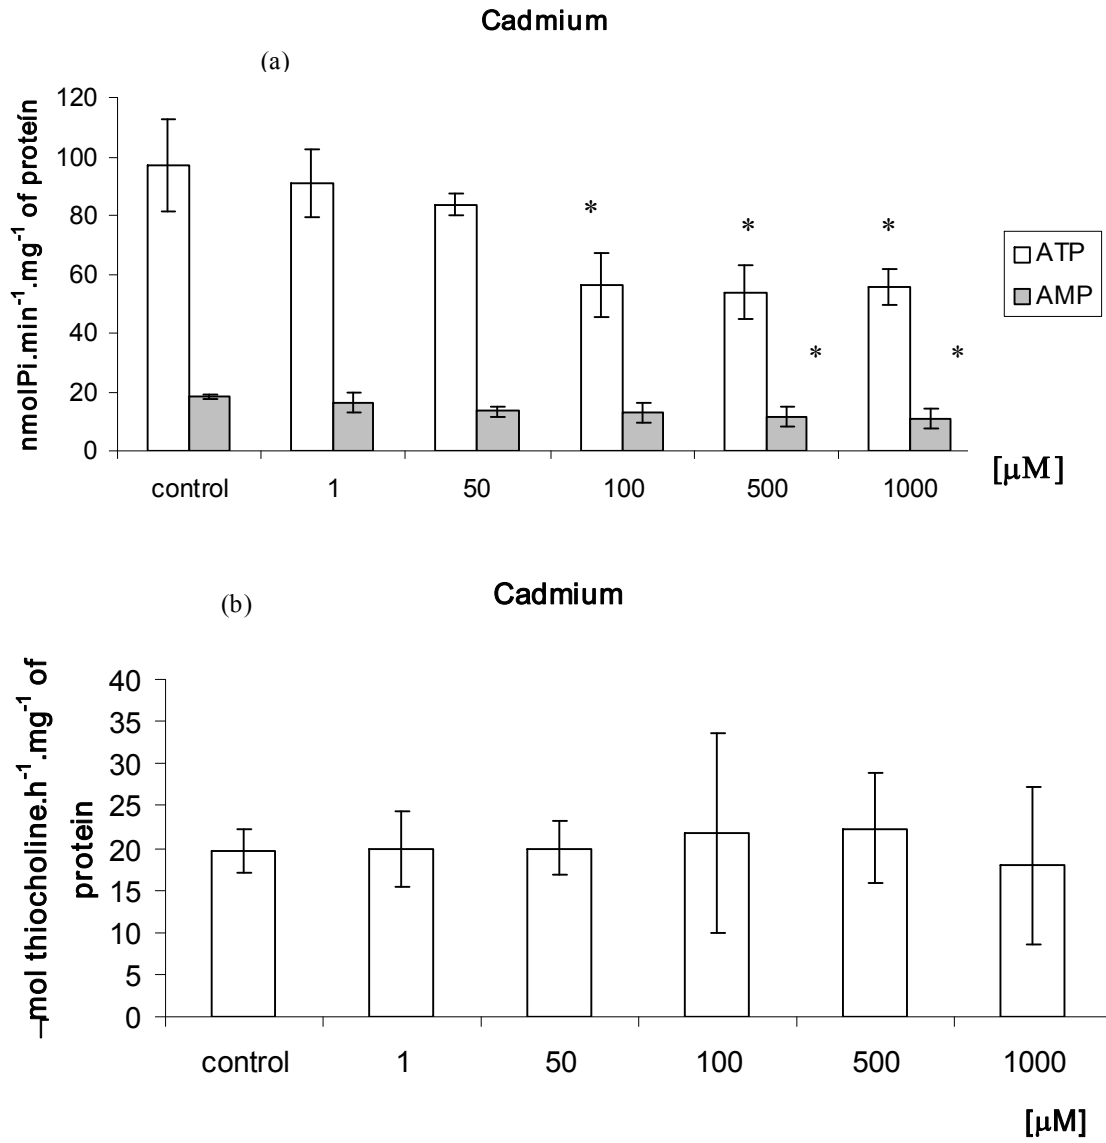 Cadmium
(a)
nmolPi.min⁻¹.mg⁻¹ of proteín
120
100
80
60
40
20
0
*
*
*
*
*
ATP
AMP
control 1 50 100 500 1000
[µM]
Cadmium
(b)
–mol thiocholine.h⁻¹.mg⁻¹ of
protein
40
35
30
25
20
15
10
5
0
control 1 50 100 500 1000
[µM]